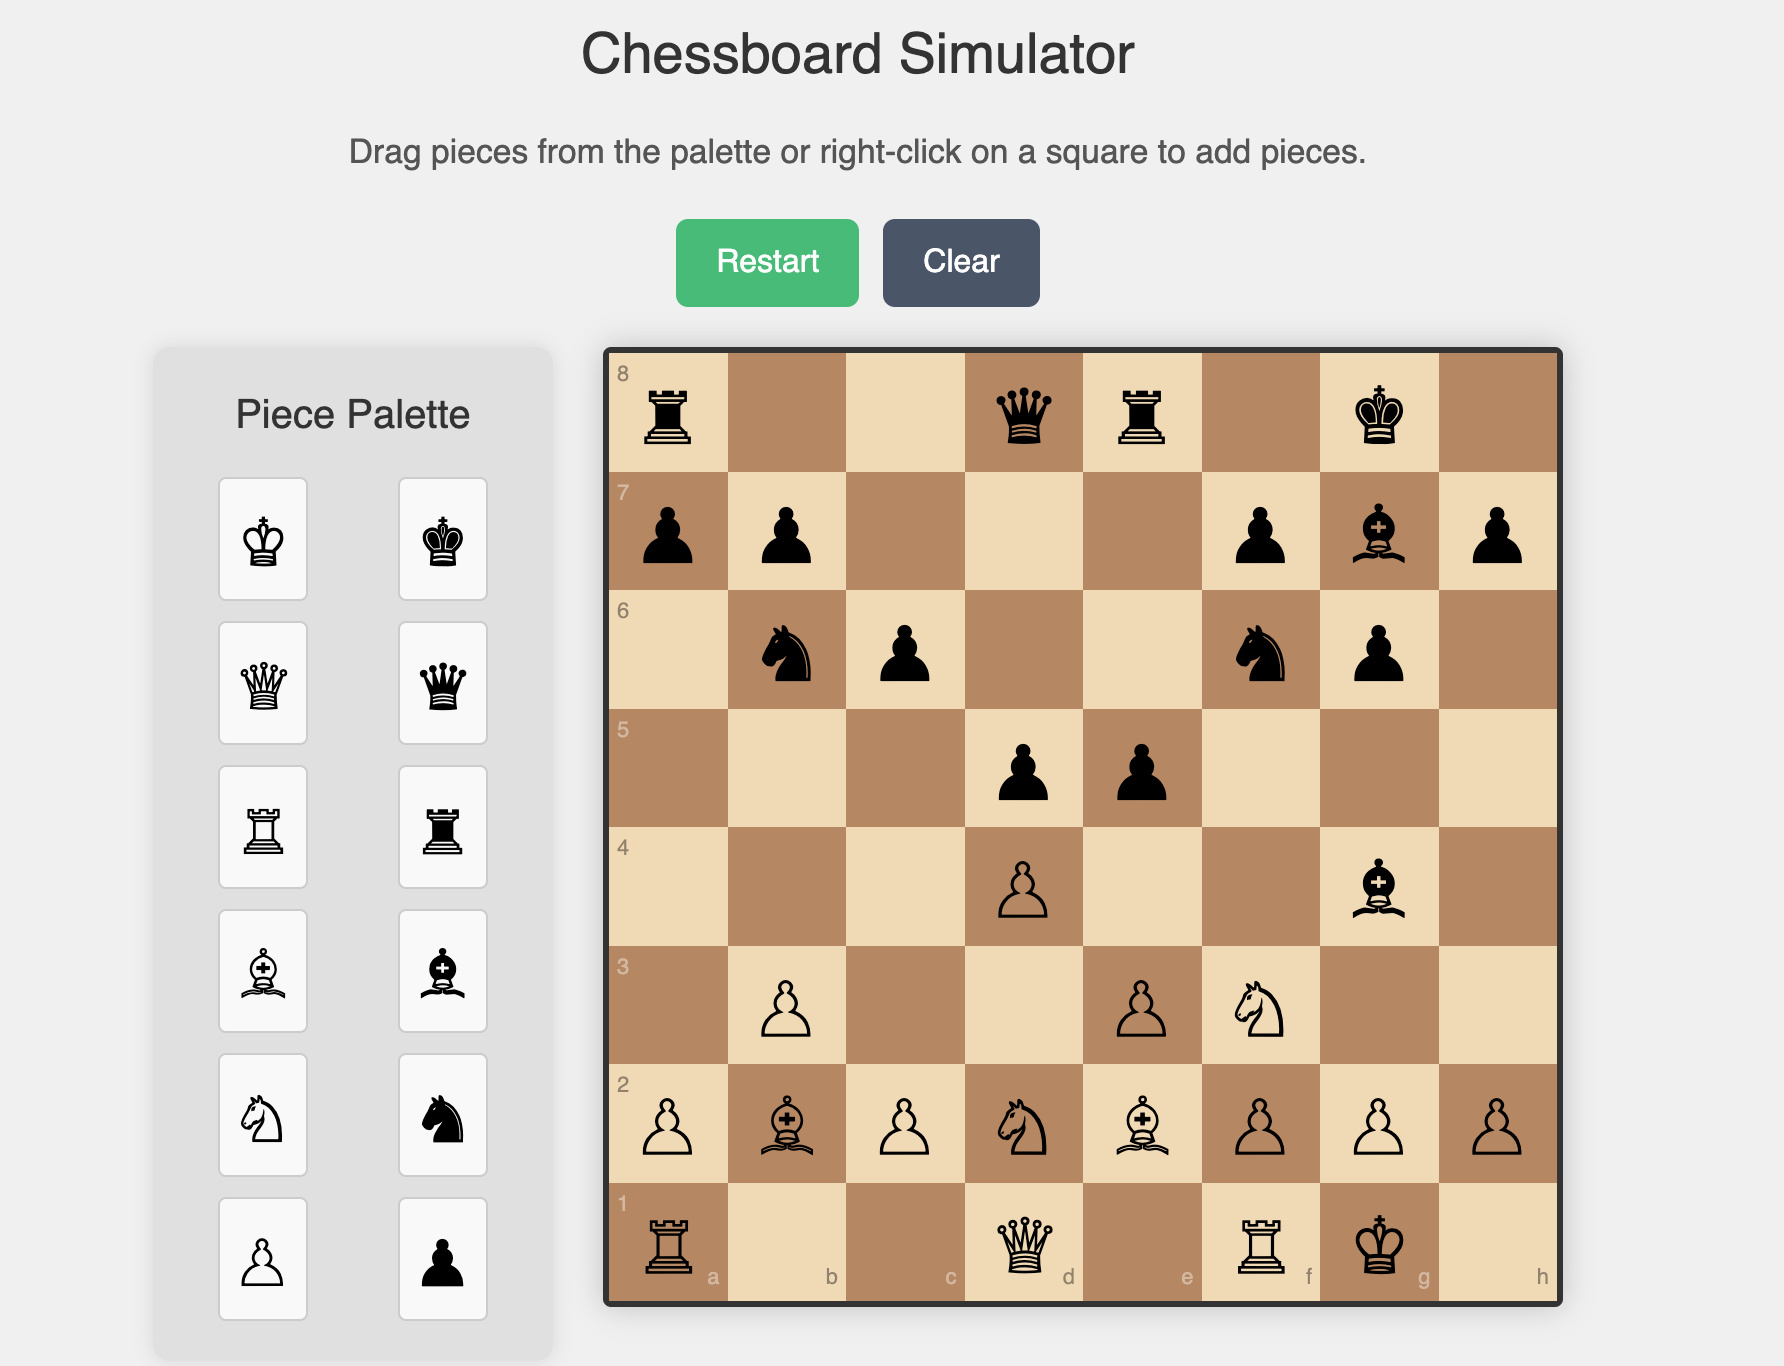 Chessboard Simulator
Drag pieces from the palette or right-click on a square to add pieces.
Restart Clear
Piece Palette
8
7
6
5
4
3
2
1
a b c d e f g h